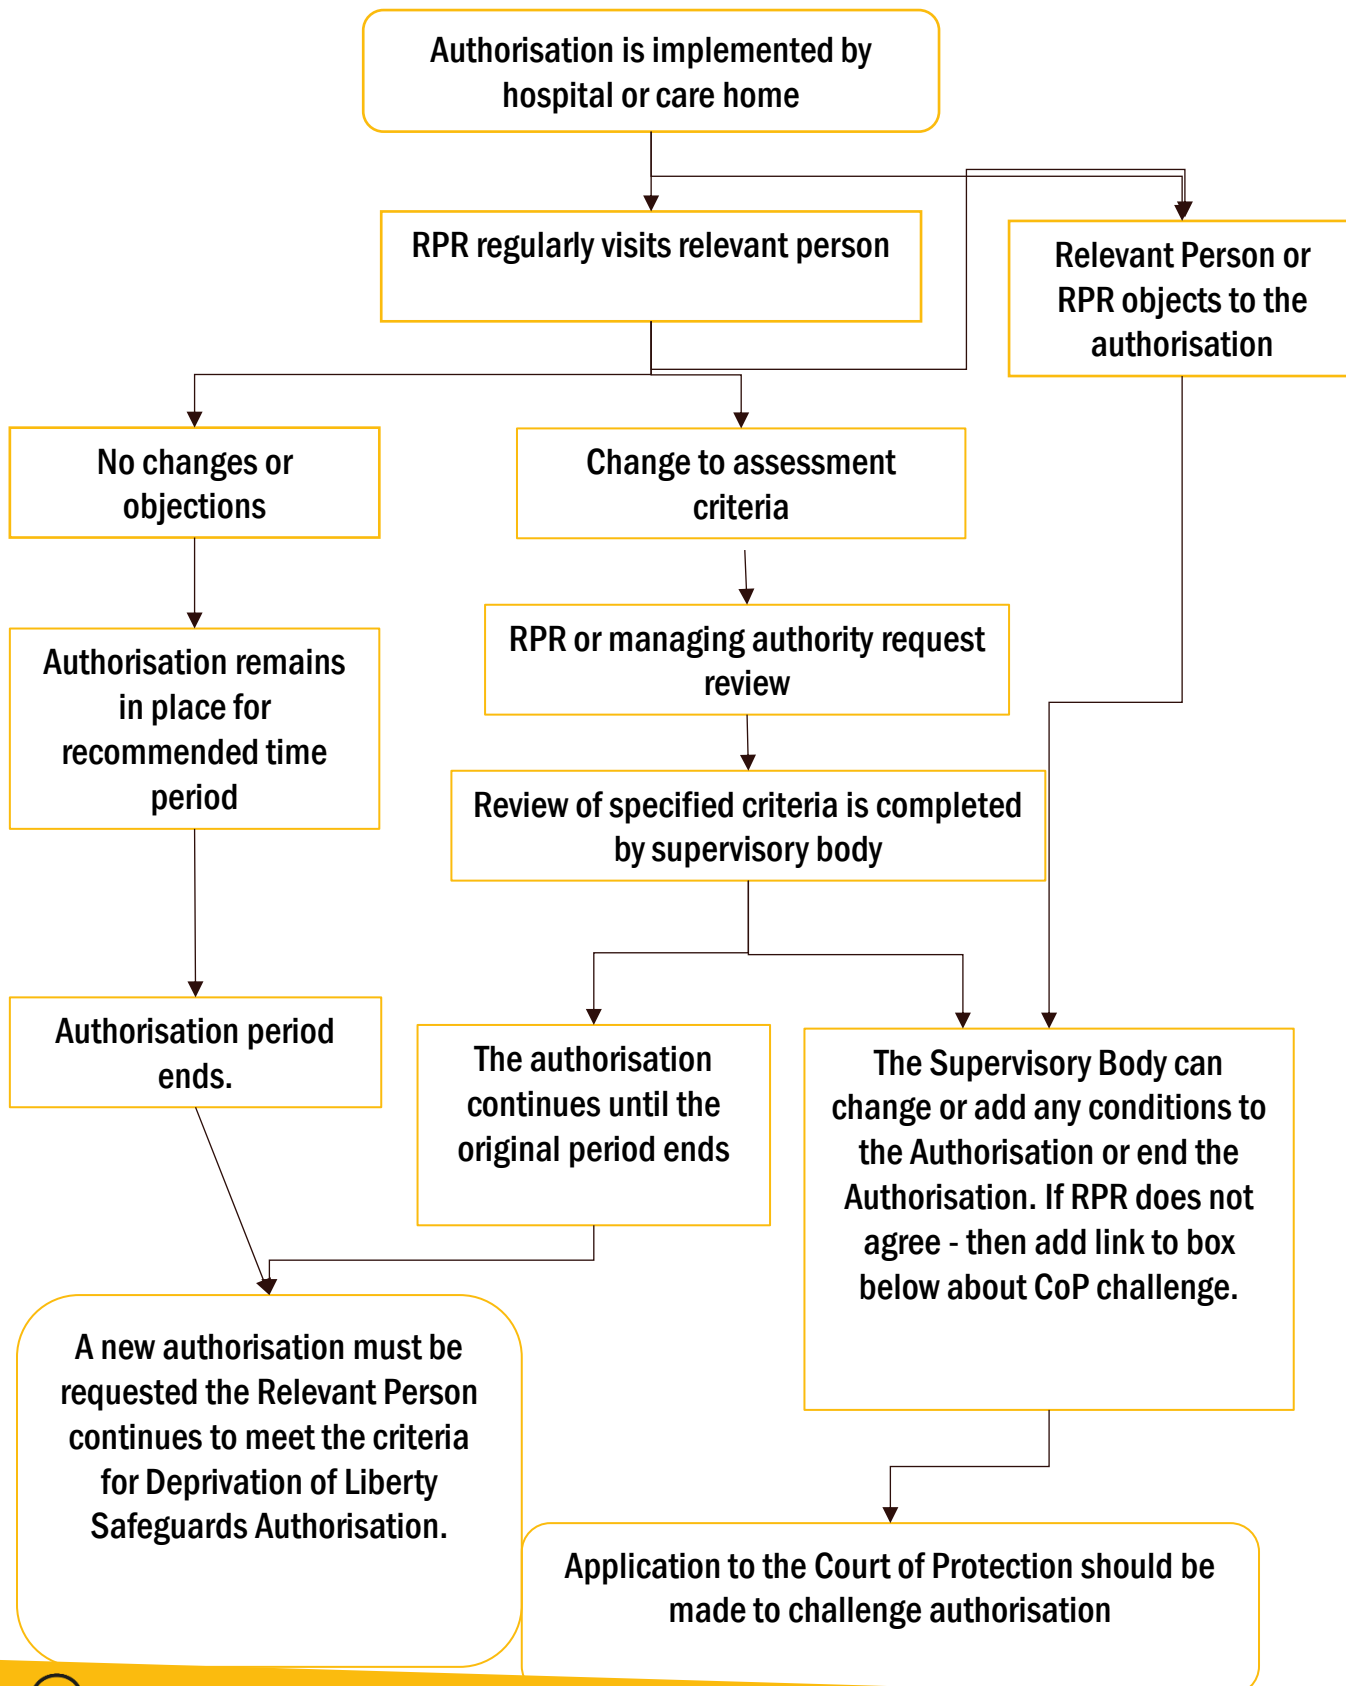 Authorisation is implemented by
hospital or care home
RPR regularly visits relevant person
Relevant Person or
RPR objects to the
authorisation
No changes or
objections
Change to assessment
criteria
RPR or managing authority request
review
Authorisation remains
in place for
recommended time
period
Review of specified criteria is completed
by supervisory body
Authorisation period
ends.
The authorisation
continues until the
original period ends
The Supervisory Body can
change or add any conditions to
the Authorisation or end the
Authorisation. If RPR does not
agree - then add link to box
below about CoP challenge.
A new authorisation must be
requested the Relevant Person
continues to meet the criteria
for Deprivation of Liberty
Safeguards Authorisation.
Application to the Court of Protection should be
made to challenge authorisation